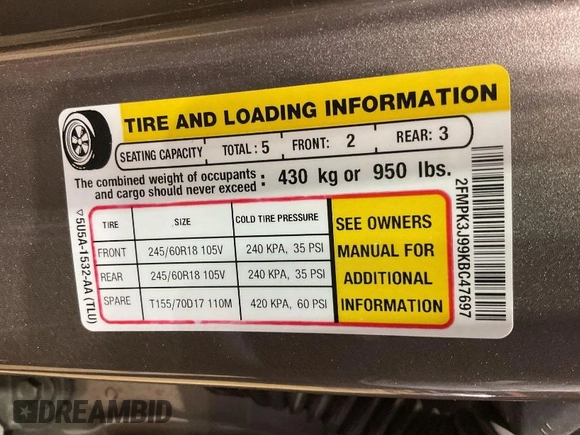 TIRE AND LOADING INFORMATION
SEATING CAPACITY TOTAL : 5 FRONT: 2 REAR: 3
The combined weight of occupants
and cargo should never exceed : 430 kg or 950 lbs.
TIRE SIZE COLD TIRE PRESSURE
FRONT 245/60R18 105V 240 KPA, 35 PSI
REAR 245/60R18 105V 240 KPA, 35 PSI
SPARE T155/70D17 110M 420 KPA, 60 PSI
SEE OWNERS
MANUAL FOR
ADDITIONAL
INFORMATION
▽5U5A-1532-AA (TLU)
2FMPK3J99KBC47697
DREAMBID